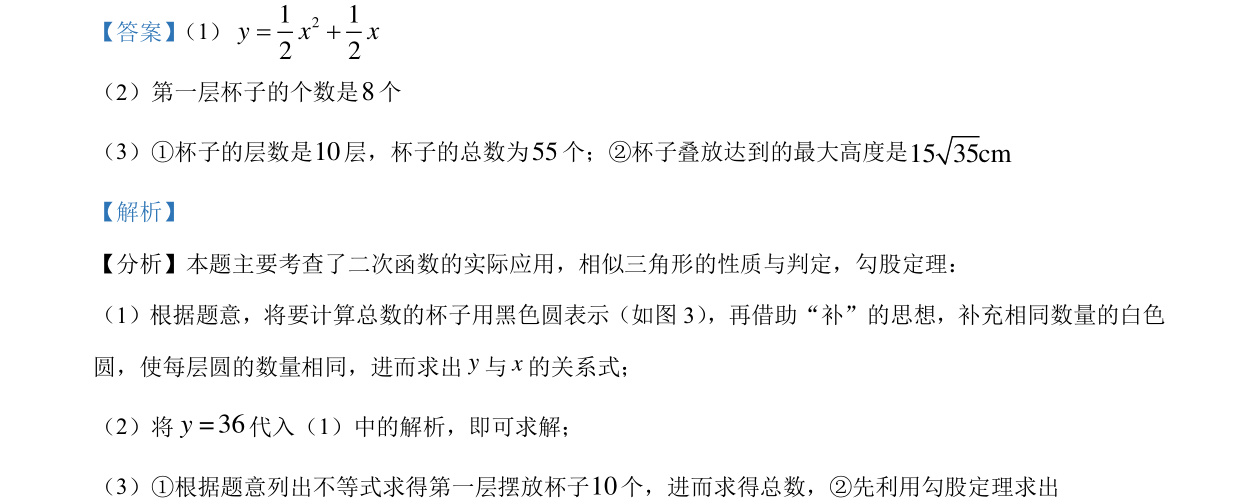 【答案】（1） y = 1/2 x² + 1/2 x
（2）第一层杯子的个数是8个
（3）①杯子的层数是10层，杯子的总数为55个；②杯子叠放达到的最大高度是15√35cm
【解析】
【分析】本题主要考查了二次函数的实际应用，相似三角形的性质与判定，勾股定理：
（1）根据题意，将要计算总数的杯子用黑色圆表示（如图 3），再借助“补”的思想，补充相同数量的白色
圆，使每层圆的数量相同，进而求出 y 与 x 的关系式；
（2）将 y = 36代入（1）中的解析，即可求解；
（3）①根据题意列出不等式求得第一层摆放杯子10个，进而求得总数，②先利用勾股定理求出